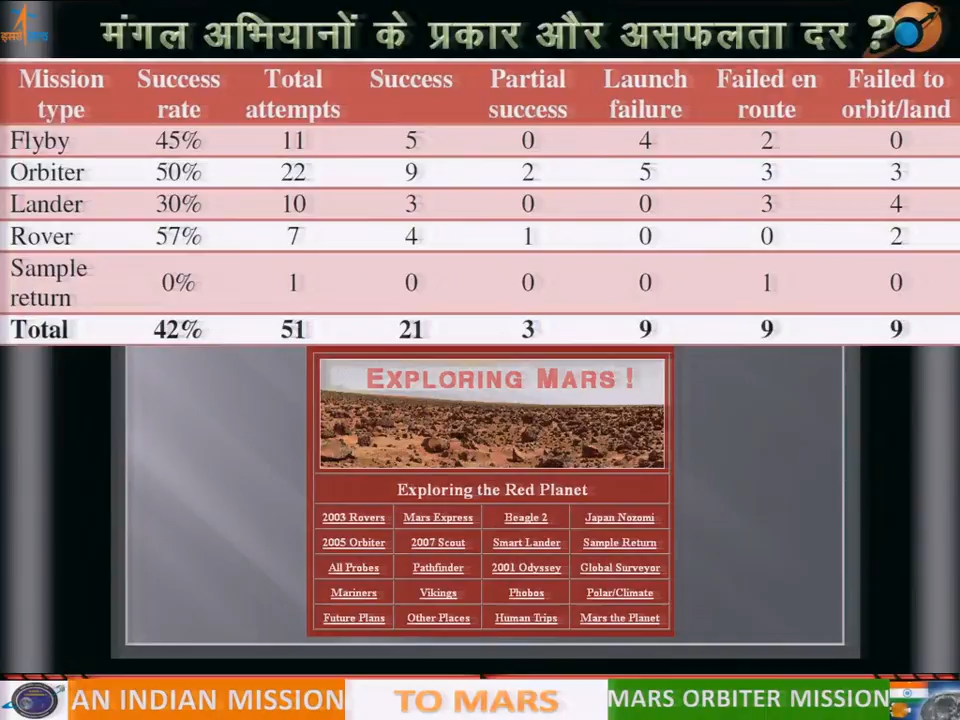 मंगल अभियानों के प्रकार और असफलता दर ?
Mission type Success rate Total attempts Success Partial success Launch failure Failed en route Failed to orbit/land
Flyby 45% 11 5 0 4 2 0
Orbiter 50% 22 9 2 5 3 3
Lander 30% 10 3 0 0 3 4
Rover 57% 7 4 1 0 0 2
Sample return 0% 1 0 0 0 1 0
Total 42% 51 21 3 9 9 9
EXPLORING MARS !
Exploring the Red Planet
2003 Rovers Mars Express Beagle 2 Japan Nozomi
2005 Orbiter 2007 Scout Smart Lander Sample Return
All Probes Pathfinder 2001 Odyssey Global Surveyor
Mariners Vikings Phobos Polar/Climate
Future Plans Other Places Human Trips Mars the Planet
AN INDIAN MISSION TO MARS MARS ORBITER MISSION